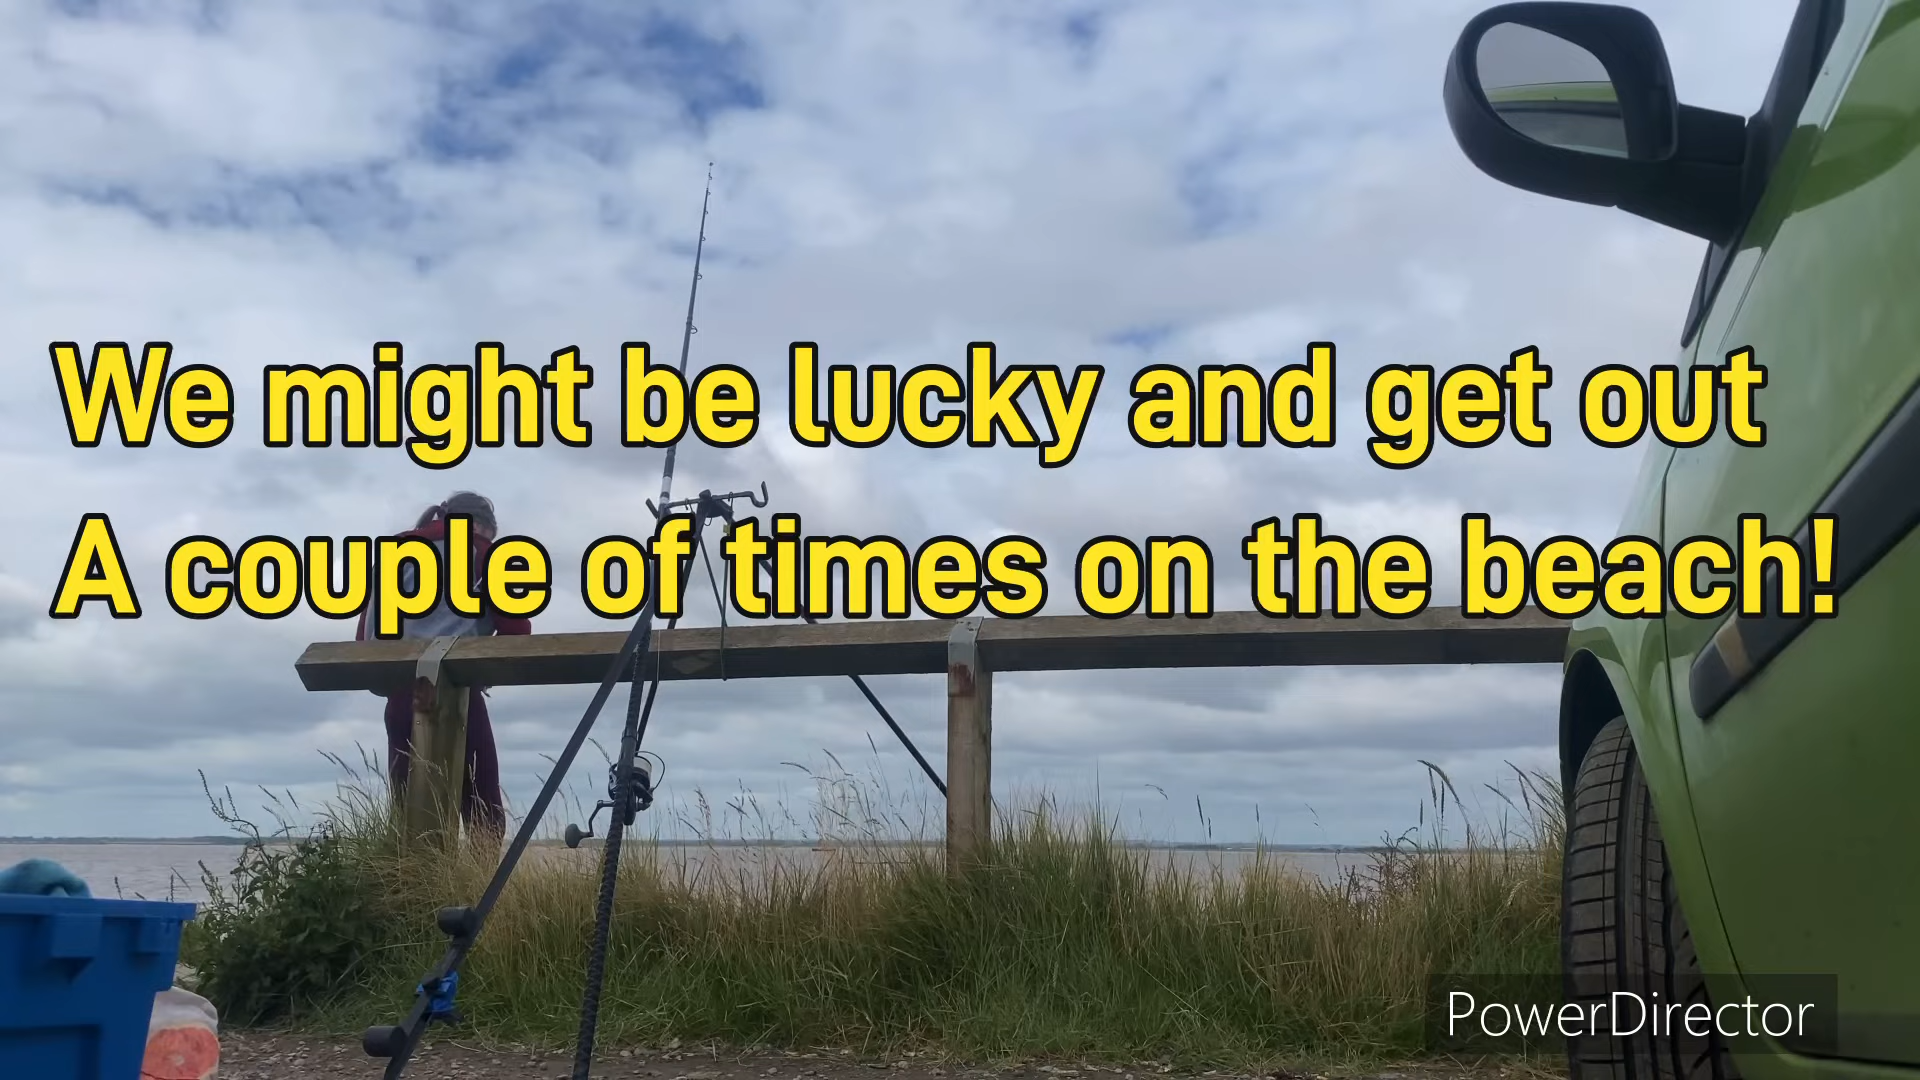 We might be lucky and get out
A couple of times on the beach!
PowerDirector